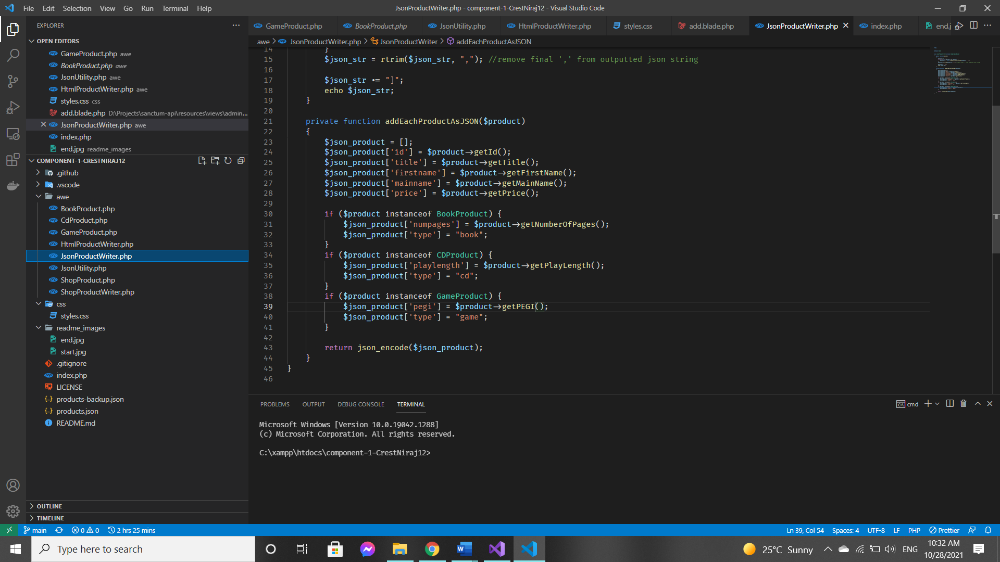 File Edit Selection View Go Run Terminal Help
JsonProductWriter.php - component-1-CrestNiraj12 - Visual Studio Code
EXPLORER
OPEN EDITORS
GameProduct.php awe
BookProduct.php awe
JsonUtility.php awe
HtmlProductWriter.php awe
styles.css css
add.blade.php D:\Projects\sanctum-api\resources\views\admin...
JsonProductWriter.php awe
index.php
end.jpg readme_images
COMPONENT-1-CRESTNIRAJ12
.github
.vscode
awe
BookProduct.php
CdProduct.php
GameProduct.php
HtmlProductWriter.php
JsonProductWriter.php
JsonUtility.php
ShopProduct.php
ShopProductWriter.php
css
styles.css
readme_images
end.jpg
start.jpg
.gitignore
index.php
LICENSE
products-backup.json
products.json
README.md
OUTLINE
TIMELINE
GameProduct.php BookProduct.php JsonUtility.php HtmlProductWriter.php styles.css add.blade.php JsonProductWriter.php index.php end.j
awe > JsonProductWriter.php > JsonProductWriter > addEachProductAsJSON
14 }
15 $json_str = rtrim($json_str, ","); //remove final ',' from outputted json string
16
17 $json_str .= "]";
18 echo $json_str;
19 }
20
21 private function addEachProductAsJSON($product)
22 {
23 $json_product = [];
24 $json_product['id'] = $product->getId();
25 $json_product['title'] = $product->getTitle();
26 $json_product['firstname'] = $product->getFirstName();
27 $json_product['mainname'] = $product->getMainName();
28 $json_product['price'] = $product->getPrice();
29
30 if ($product instanceof BookProduct) {
31 $json_product['numpages'] = $product->getNumberOfPages();
32 $json_product['type'] = "book";
33 }
34 if ($product instanceof CDProduct) {
35 $json_product['playlength'] = $product->getPlayLength();
36 $json_product['type'] = "cd";
37 }
38 if ($product instanceof GameProduct) {
39 $json_product['pegi'] = $product->getPEGI();
40 $json_product['type'] = "game";
41 }
42
43 return json_encode($json_product);
44 }
45 }
46
PROBLEMS OUTPUT DEBUG CONSOLE TERMINAL
cmd
Microsoft Windows [Version 10.0.19042.1288]
(c) Microsoft Corporation. All rights reserved.
C:\xampp\htdocs\component-1-CrestNiraj12>
main 0 0 2 hrs 25 mins
Ln 39, Col 54 Spaces: 4 UTF-8 LF PHP Prettier
Type here to search
25°C Sunny
ENG
10:32 AM
10/28/2021